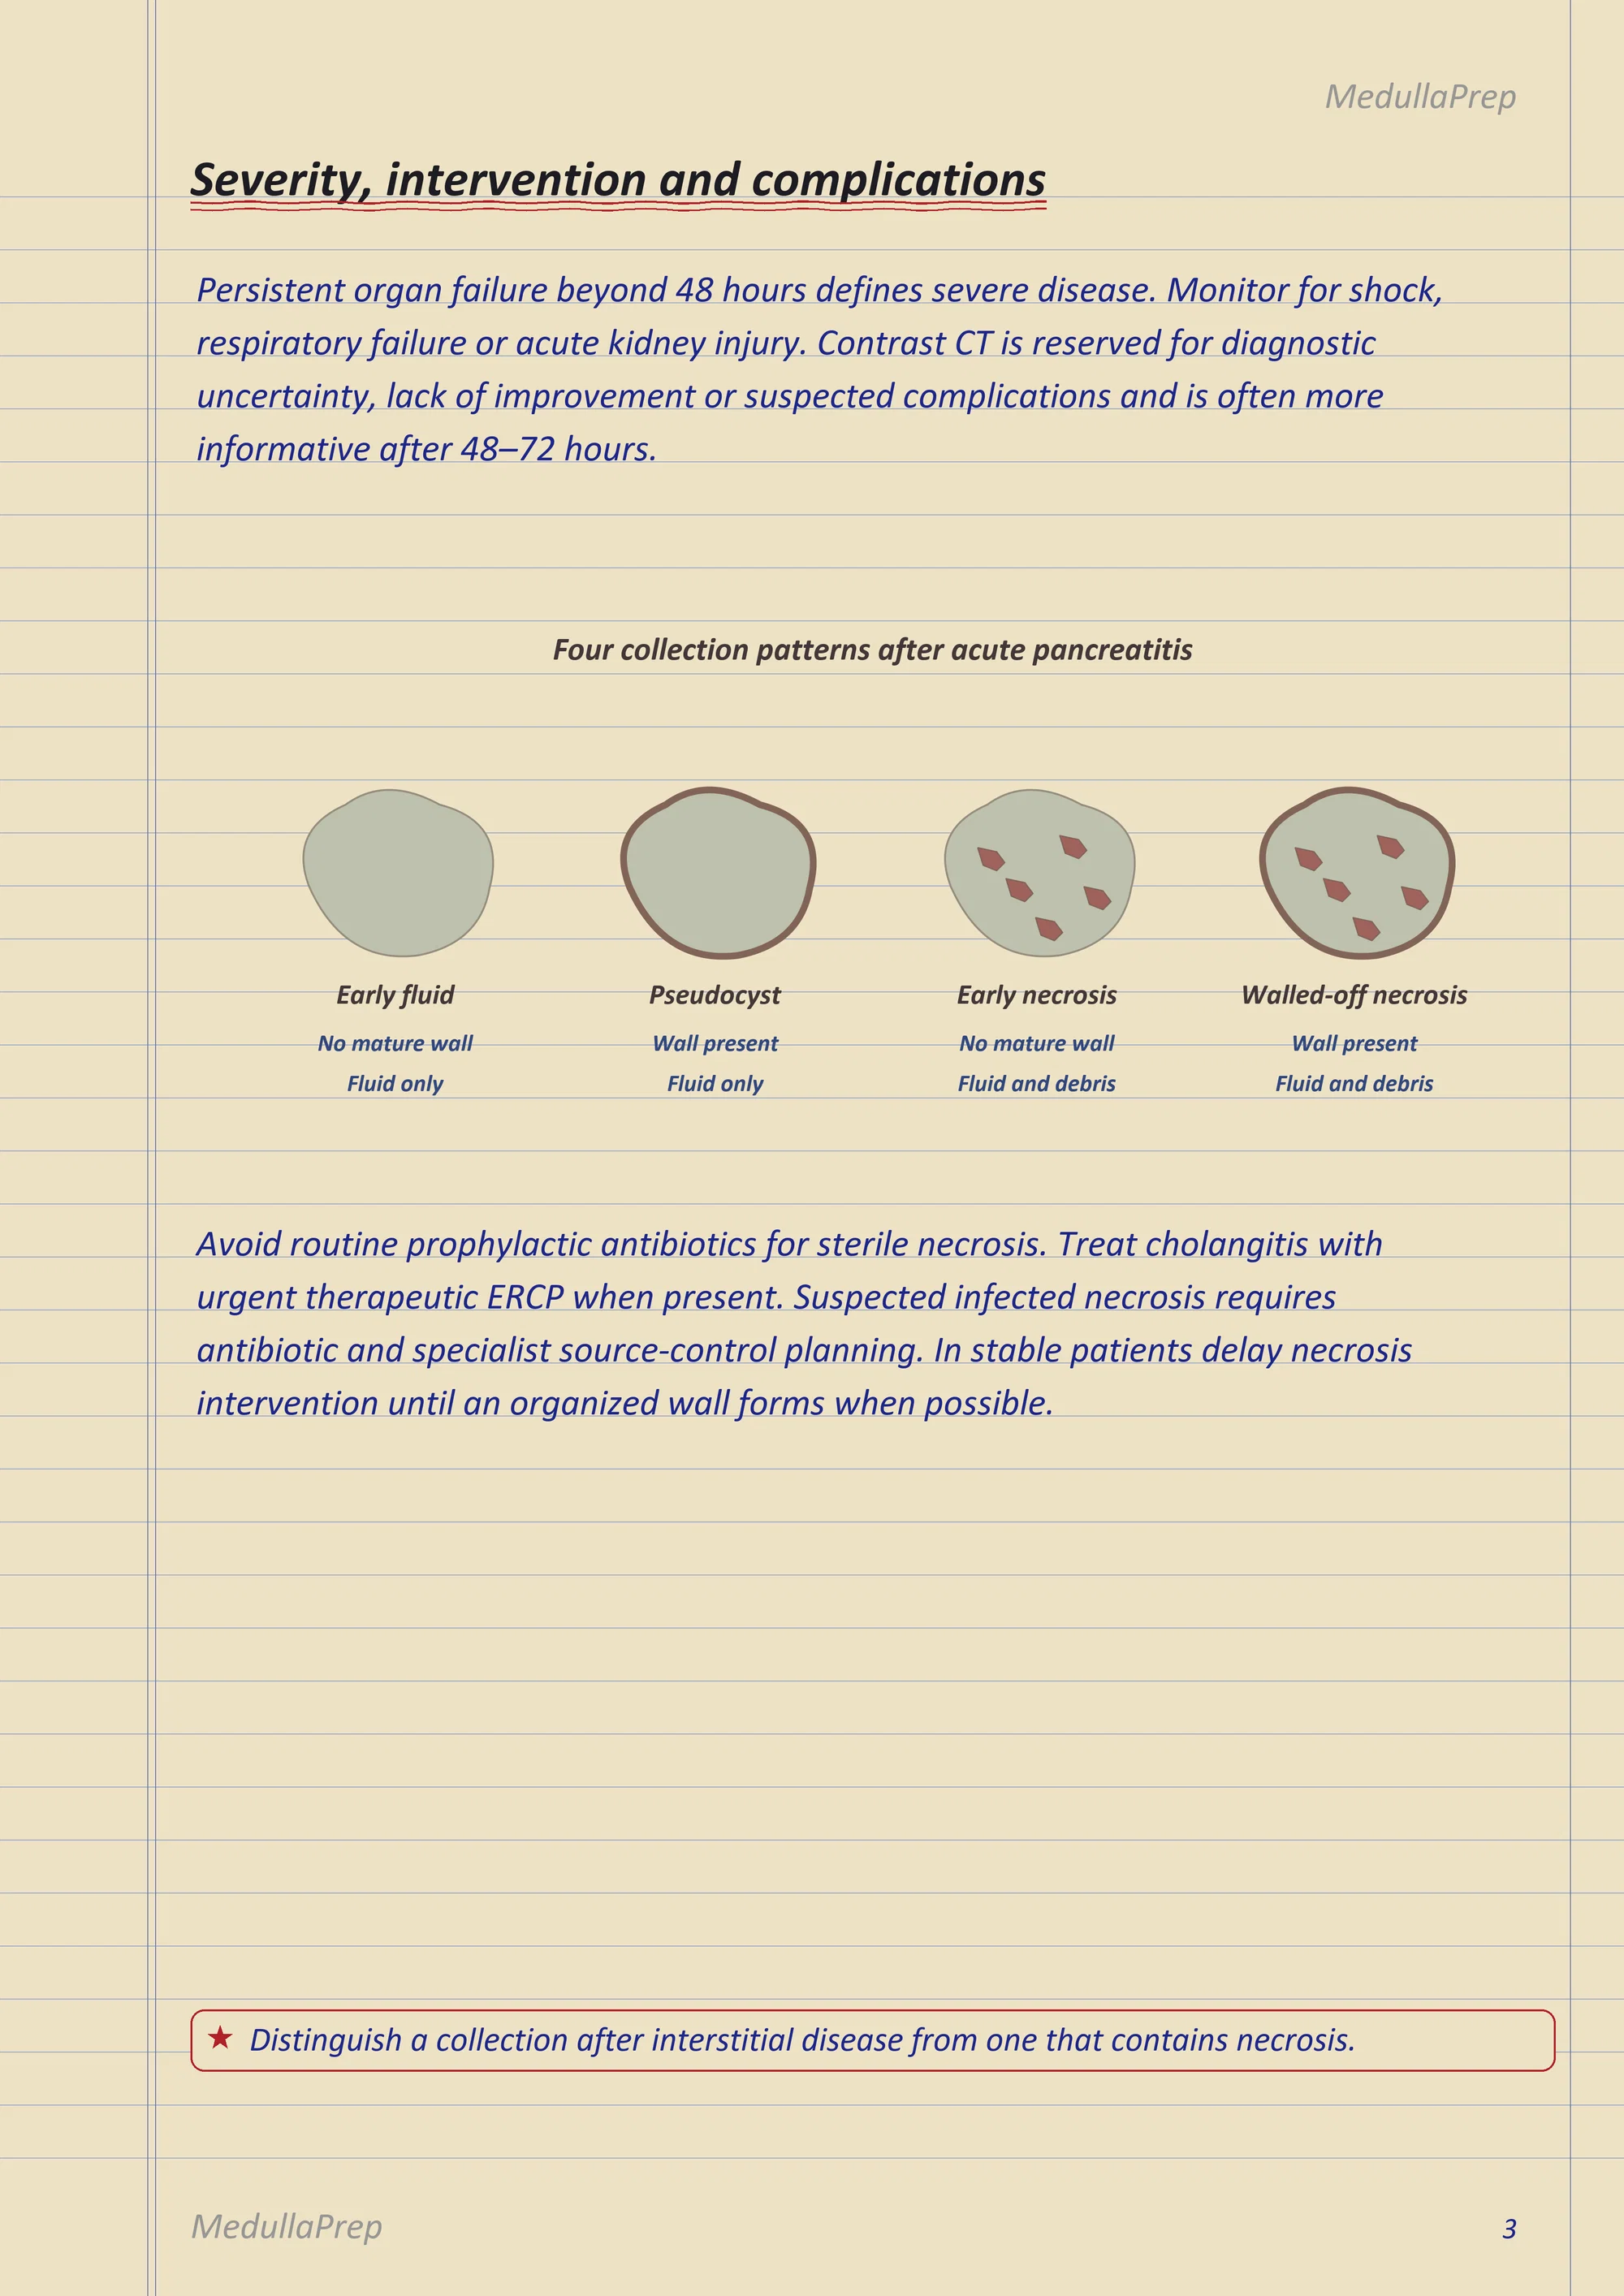 MedullaPrep
Severity, intervention and complications
Persistent organ failure beyond 48 hours defines severe disease. Monitor for shock,
respiratory failure or acute kidney injury. Contrast CT is reserved for diagnostic
uncertainty, lack of improvement or suspected complications and is often more
informative after 48–72 hours.
Four collection patterns after acute pancreatitis
Early fluid
No mature wall
Fluid only
Pseudocyst
Wall present
Fluid only
Early necrosis
No mature wall
Fluid and debris
Walled-off necrosis
Wall present
Fluid and debris
Avoid routine prophylactic antibiotics for sterile necrosis. Treat cholangitis with
urgent therapeutic ERCP when present. Suspected infected necrosis requires
antibiotic and specialist source-control planning. In stable patients delay necrosis
intervention until an organized wall forms when possible.
★ Distinguish a collection after interstitial disease from one that contains necrosis.
MedullaPrep
3